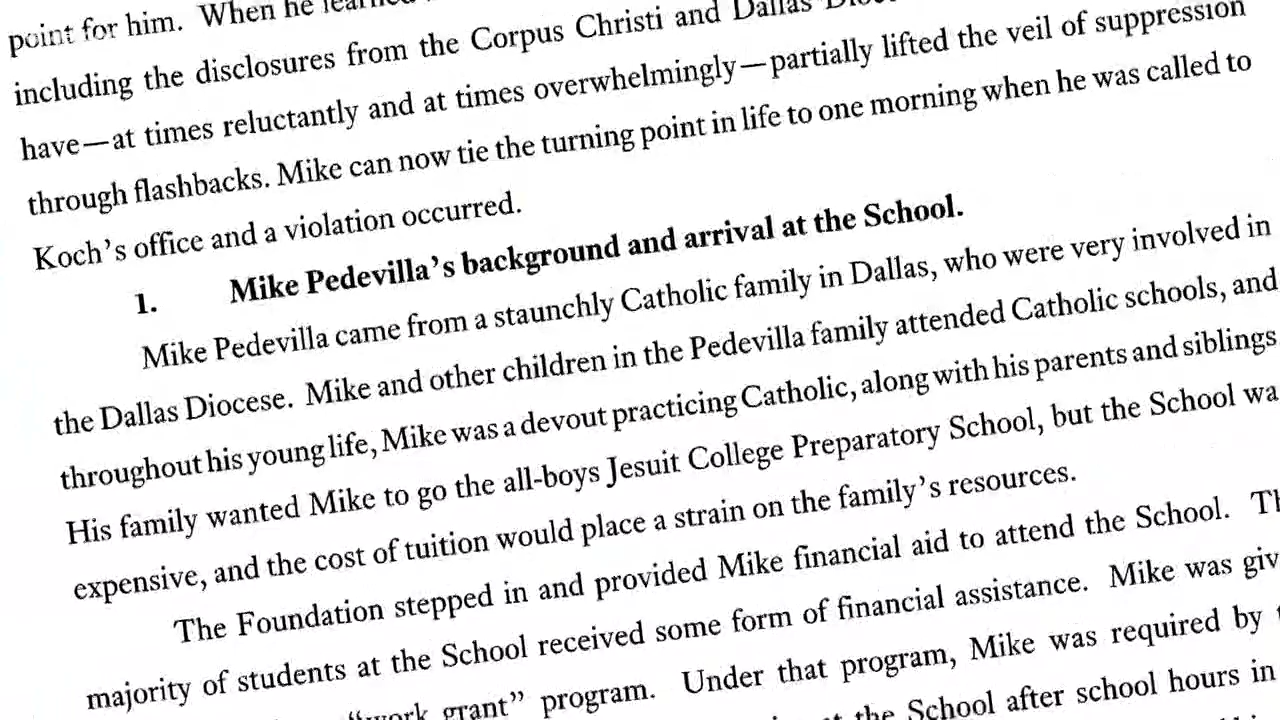 point for him. When he learned
including the disclosures from the Corpus Christi and Dallas
have—at times reluctantly and at times overwhelmingly—partially lifted the veil of suppression
through flashbacks. Mike can now tie the turning point in life to one morning when he was called to
Koch’s office and a violation occurred.
1. Mike Pedevilla’s background and arrival at the School.
Mike Pedevilla came from a staunchly Catholic family in Dallas, who were very involved in
the Dallas Diocese. Mike and other children in the Pedevilla family attended Catholic schools, and
throughout his young life, Mike was a devout practicing Catholic, along with his parents and siblings
His family wanted Mike to go the all-boys Jesuit College Preparatory School, but the School wa
expensive, and the cost of tuition would place a strain on the family’s resources.
The Foundation stepped in and provided Mike financial aid to attend the School. Th
majority of students at the School received some form of financial assistance. Mike was giv
“work grant” program. Under that program, Mike was required by t
the School after school hours in